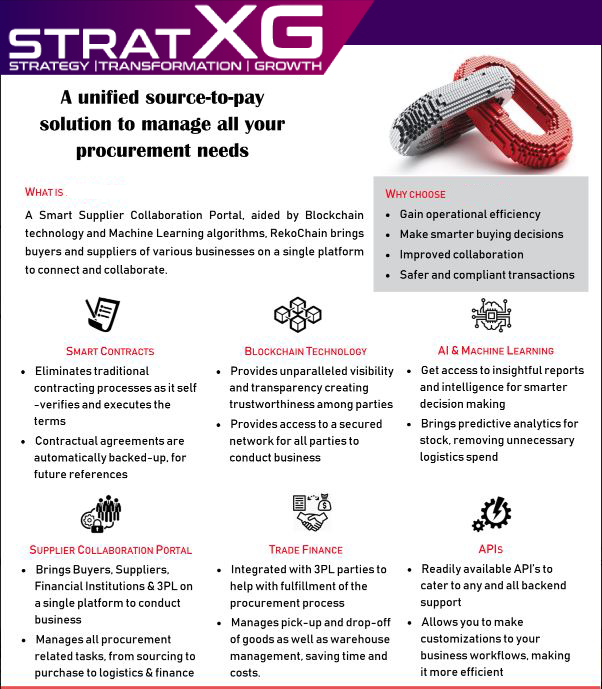 STRATXG
STRATEGY | TRANSFORMATION | GROWTH
A unified source-to-pay
solution to manage all your
procurement needs
WHAT IS
A Smart Supplier Collaboration Portal, aided by Blockchain
technology and Machine Learning algorithms, RekoChain brings
buyers and suppliers of various businesses on a single platform
to connect and collaborate.
WHY CHOOSE
• Gain operational efficiency
• Make smarter buying decisions
• Improved collaboration
• Safer and compliant transactions
SMART CONTRACTS
• Eliminates traditional
contracting processes as it self
-verifies and executes the
terms
• Contractual agreements are
automatically backed-up, for
future references
BLOCKCHAIN TECHNOLOGY
• Provides unparalleled visibility
and transparency creating
trustworthiness among parties
• Provides access to a secured
network for all parties to
conduct business
AI & MACHINE LEARNING
• Get access to insightful reports
and intelligence for smarter
decision making
• Brings predictive analytics for
stock, removing unnecessary
logistics spend
SUPPLIER COLLABORATION PORTAL
• Brings Buyers, Suppliers,
Financial Institutions & 3PL on
a single platform to conduct
business
• Manages all procurement
related tasks, from sourcing to
purchase to logistics & finance
TRADE FINANCE
• Integrated with 3PL parties to
help with fulfillment of the
procurement process
• Manages pick-up and drop-off
of goods as well as warehouse
management, saving time and
costs.
APIS
• Readily available API's to
cater to any and all backend
support
• Allows you to make
customizations to your
business workflows, making
it more efficient